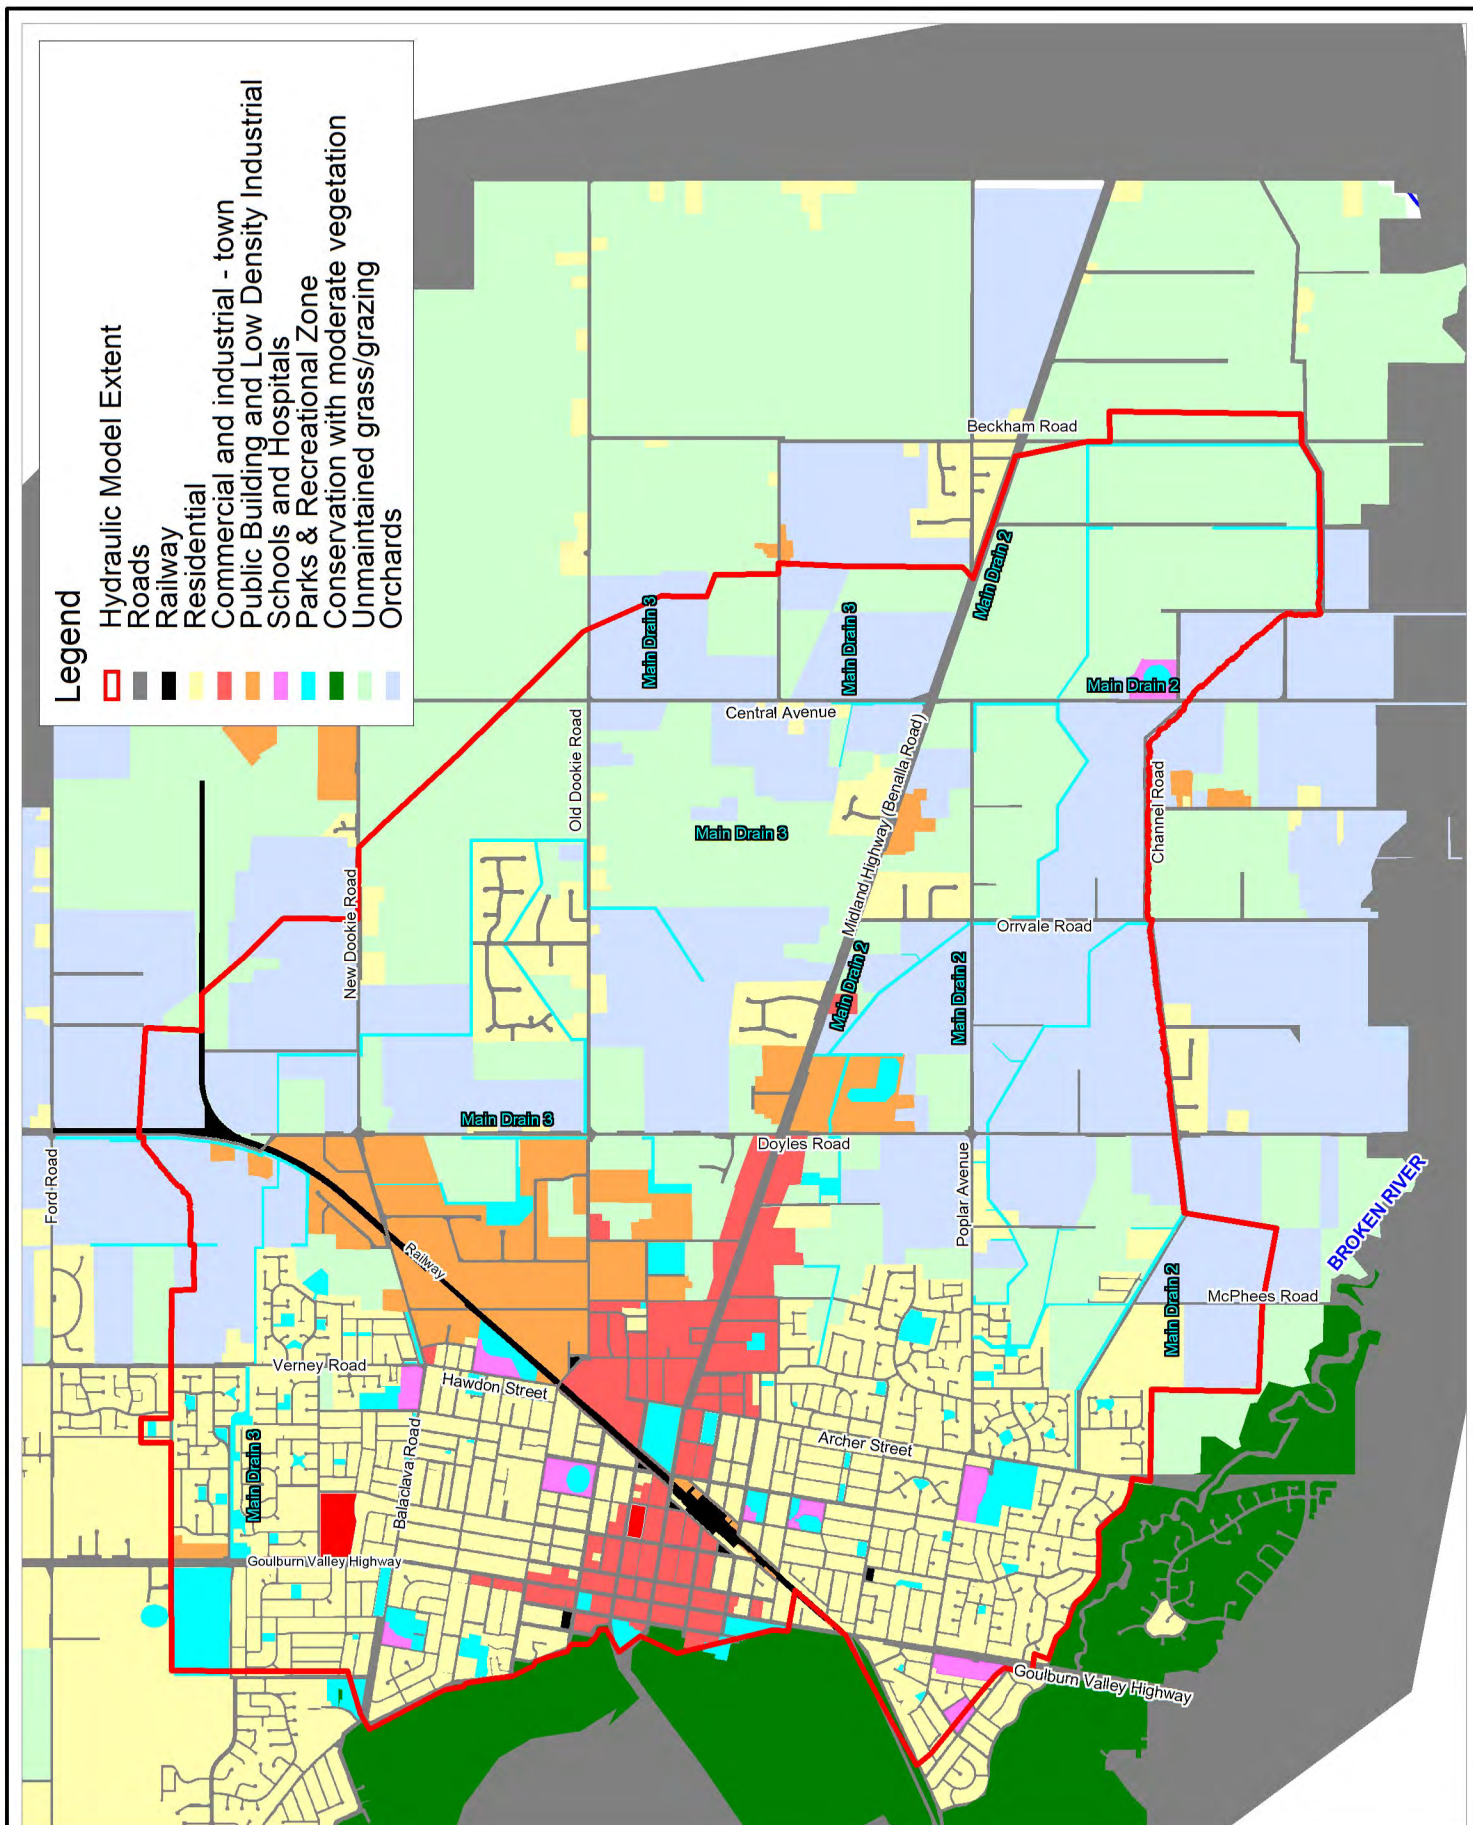 Legend
Hydraulic Model Extent
Roads
Railway
Residential
Commercial and industrial - town
Public Building and Low Density Industrial
Schools and Hospitals
Parks & Recreational Zone
Conservation with moderate vegetation
Unmaintained grass/grazing
Orchards
Beckham Road
Main Drain 2
Main Drain 3
Main Drain 3
Main Drain 2
Central Avenue
Old Dookie Road
Midland Highway (Benalla Road)
Main Drain 3
Channel Road
New Dookie Road
Orrvale Road
Main Drain 2
Main Drain 2
Main Drain 3
Doyles Road
Ford Road
Poplar Avenue
BROKEN RIVER
Railway
Main Drain 2
McPhees Road
Verney Road
Hawdon Street
Archer Street
Balaclava Road
Main Drain 3
Goulburn Valley Highway
Goulburn Valley Highway